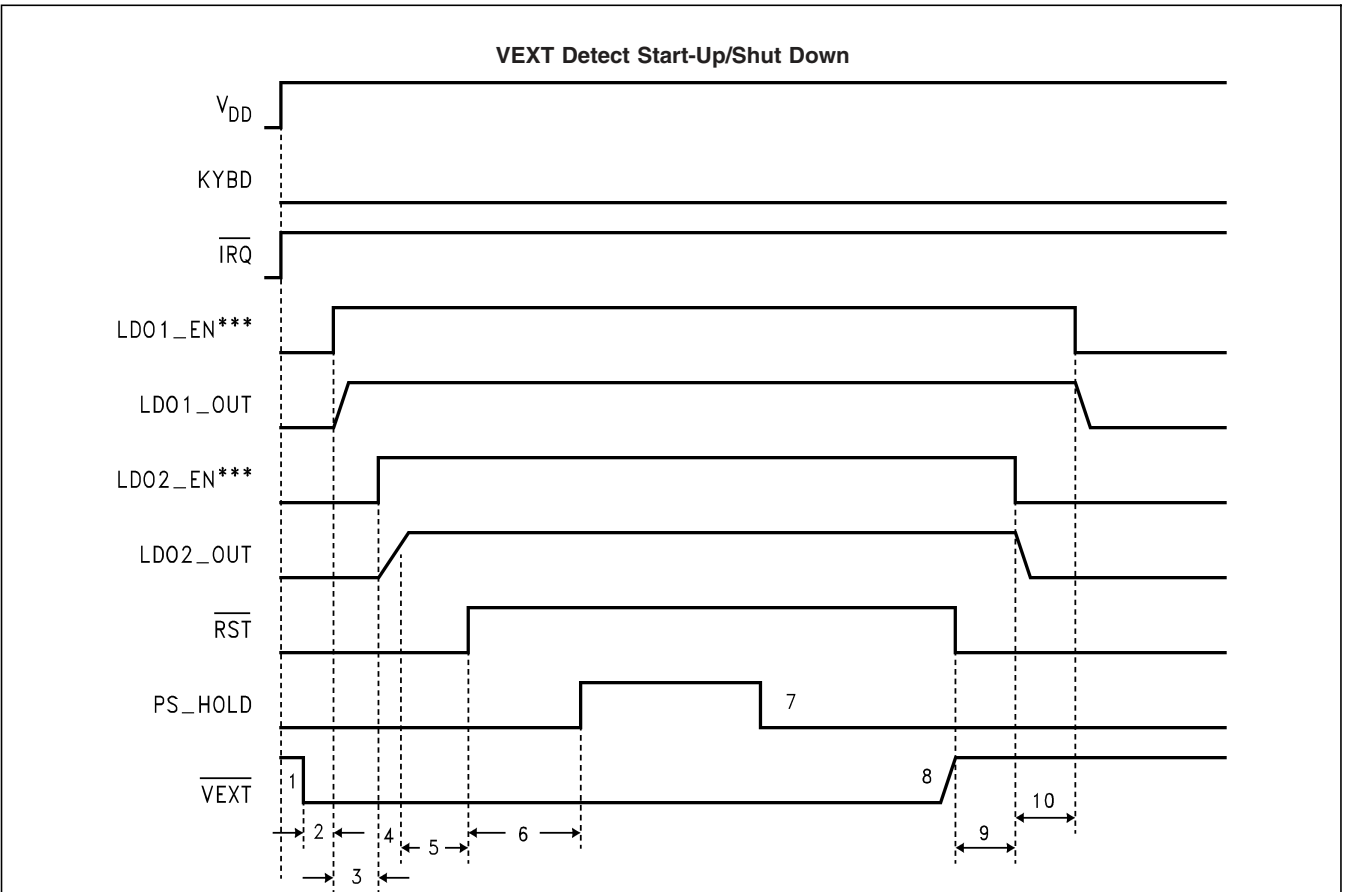 VEXT Detect Start-Up/Shut Down
VDD
KYBD
IRQ
LDO1_EN***
LDO1_OUT
LDO2_EN***
LDO2_OUT
RST
PS_HOLD
7
VEXT
1
8
2
4
6
10
5
9
3